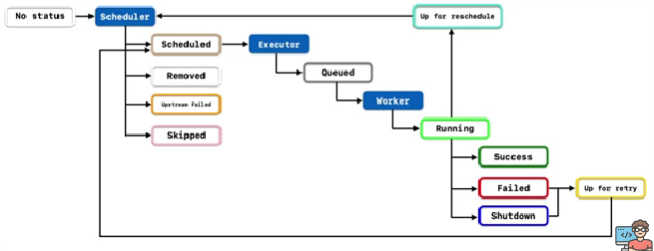 No status
Scheduler
Up for reschedule
Scheduled
Executor
Removed
Queued
Upstream Failed
Worker
Skipped
Running
Success
Failed
Up for retry
Shutdown
</>